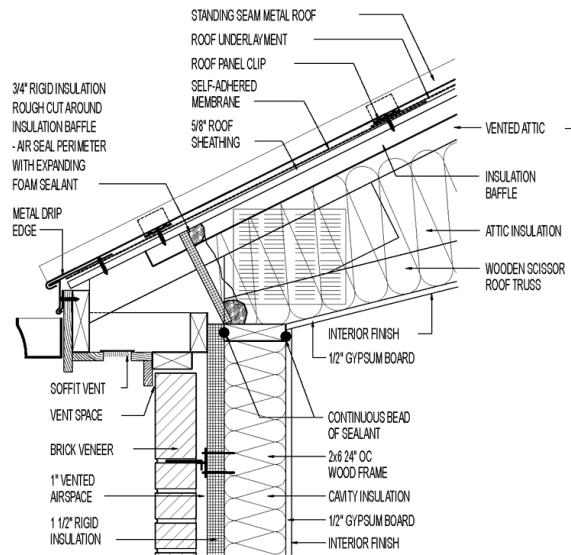 STANDING SEAM METAL ROOF
ROOF UNDERLAYMENT
ROOF PANEL CLIP
SELF-ADHERED
MEMBRANE
5/8" ROOF
SHEATHING
3/4" RIGID INSULATION
ROUGH CUT AROUND
INSULATION BAFFLE
- AIR SEAL PERIMETER
WITH EXPANDING
FOAM SEALANT
METAL DRIP
EDGE
VENTED ATTIC
INSULATION
BAFFLE
ATTIC INSULATION
WOODEN SCISSOR
ROOF TRUSS
INTERIOR FINISH
1/2" GYPSUM BOARD
SOFFIT VENT
VENT SPACE
BRICK VENEER
1" VENTED
AIRSPACE
1 1/2" RIGID
INSULATION
CONTINUOUS BEAD
OF SEALANT
2x6 24" OC
WOOD FRAME
CAVITY INSULATION
1/2" GYPSUM BOARD
INTERIOR FINISH